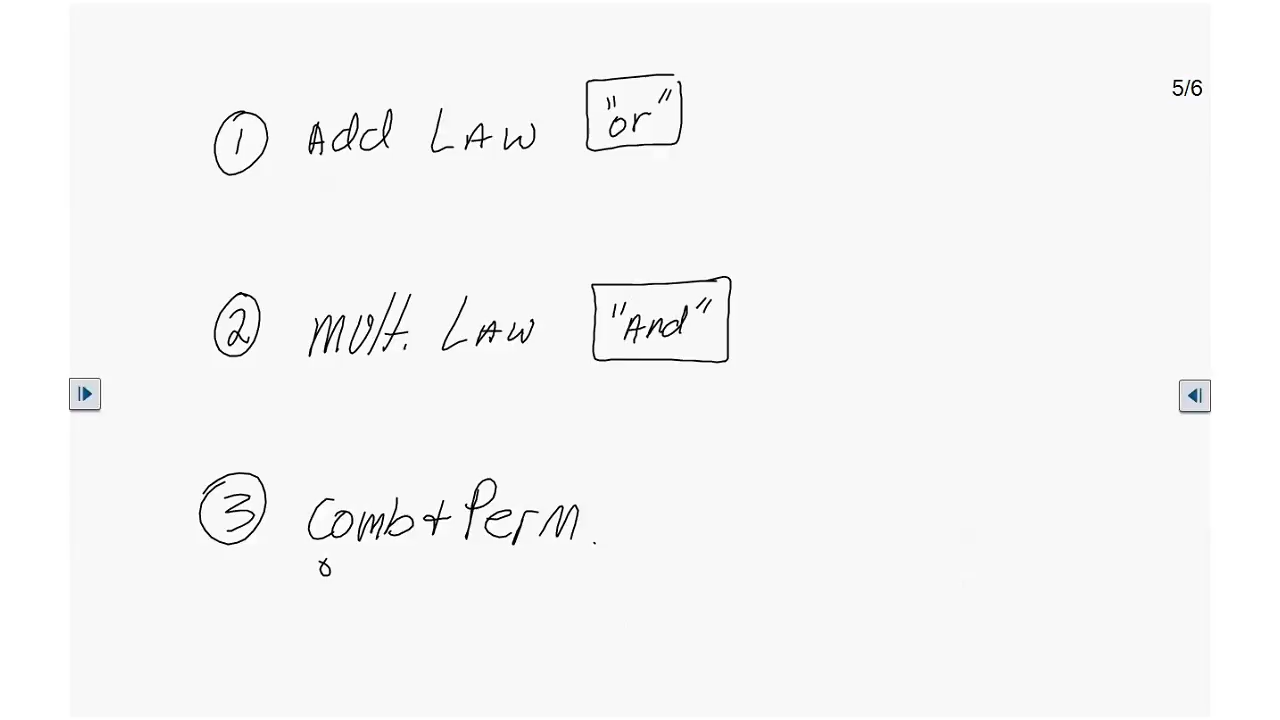 5/6
① Add LAW "or"
② Mult. LAW "And"
③ Comb + Perm.